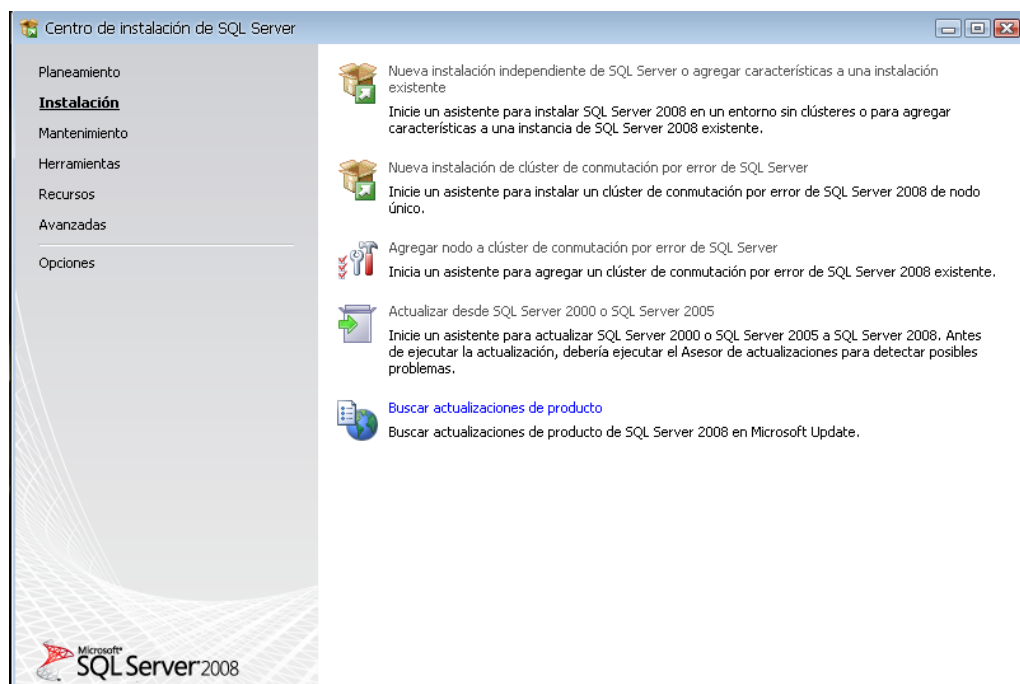 Centro de instalación de SQL Server
Planeamiento
Instalación
Mantenimiento
Herramientas
Recursos
Avanzadas
Opciones
Nueva instalación independiente de SQL Server o agregar características a una instalación
existente
Inicie un asistente para instalar SQL Server 2008 en un entorno sin clústeres o para agregar
características a una instancia de SQL Server 2008 existente.
Nueva instalación de clúster de conmutación por error de SQL Server
Inicie un asistente para instalar un clúster de conmutación por error de SQL Server 2008 de nodo
único.
Agregar nodo a clúster de conmutación por error de SQL Server
Inicia un asistente para agregar un clúster de conmutación por error de SQL Server 2008 existente.
Actualizar desde SQL Server 2000 o SQL Server 2005
Inicie un asistente para actualizar SQL Server 2000 o SQL Server 2005 a SQL Server 2008. Antes
de ejecutar la actualización, debería ejecutar el Asesor de actualizaciones para detectar posibles
problemas.
Buscar actualizaciones de producto
Buscar actualizaciones de producto de SQL Server 2008 en Microsoft Update.
Microsoft
SQL Server 2008